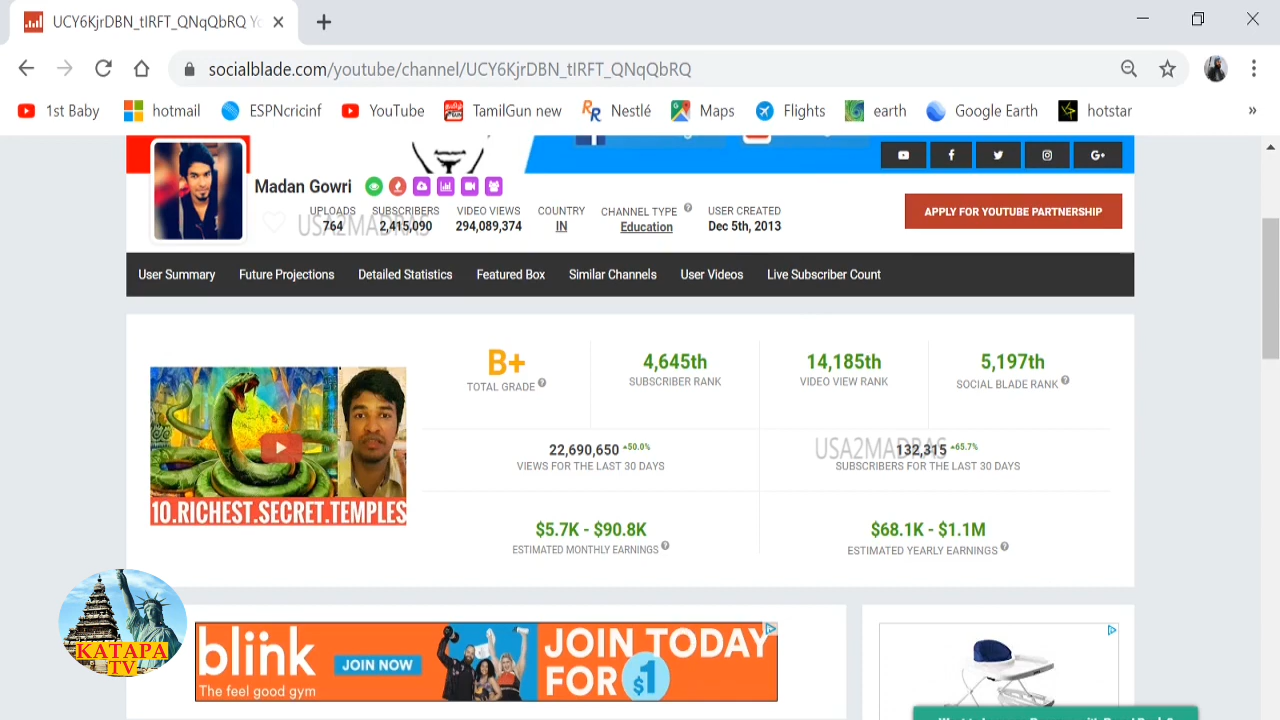 UCY6KjrDBN_tIRFT_QNqQbRQ Yo
socialblade.com/youtube/channel/UCY6KjrDBN_tIRFT_QNqQbRQ
1st Baby hotmail ESPNcricinf YouTube TamilGun new Nestlé Maps Flights earth Google Earth hotstar »
G+
Madan Gowri
UPLOADS SUBSCRIBERS VIDEO VIEWS COUNTRY CHANNEL TYPE USER CREATED
764 2,415,090 294,089,374 IN Education Dec 5th, 2013
USA2MADRAS
APPLY FOR YOUTUBE PARTNERSHIP
User Summary Future Projections Detailed Statistics Featured Box Similar Channels User Videos Live Subscriber Count
B+ 4,645th 14,185th 5,197th
TOTAL GRADE SUBSCRIBER RANK VIDEO VIEW RANK SOCIAL BLADE RANK
10.RICHEST.SECRET.TEMPLES
22,690,650 50.0% 132,315 65.7%
USA2MADRAS
VIEWS FOR THE LAST 30 DAYS SUBSCRIBERS FOR THE LAST 30 DAYS
$5.7K - $90.8K $68.1K - $1.1M
ESTIMATED MONTHLY EARNINGS ESTIMATED YEARLY EARNINGS
KATAPA
TV
blink
The feel good gym
JOIN NOW
JOIN TODAY
FOR $1